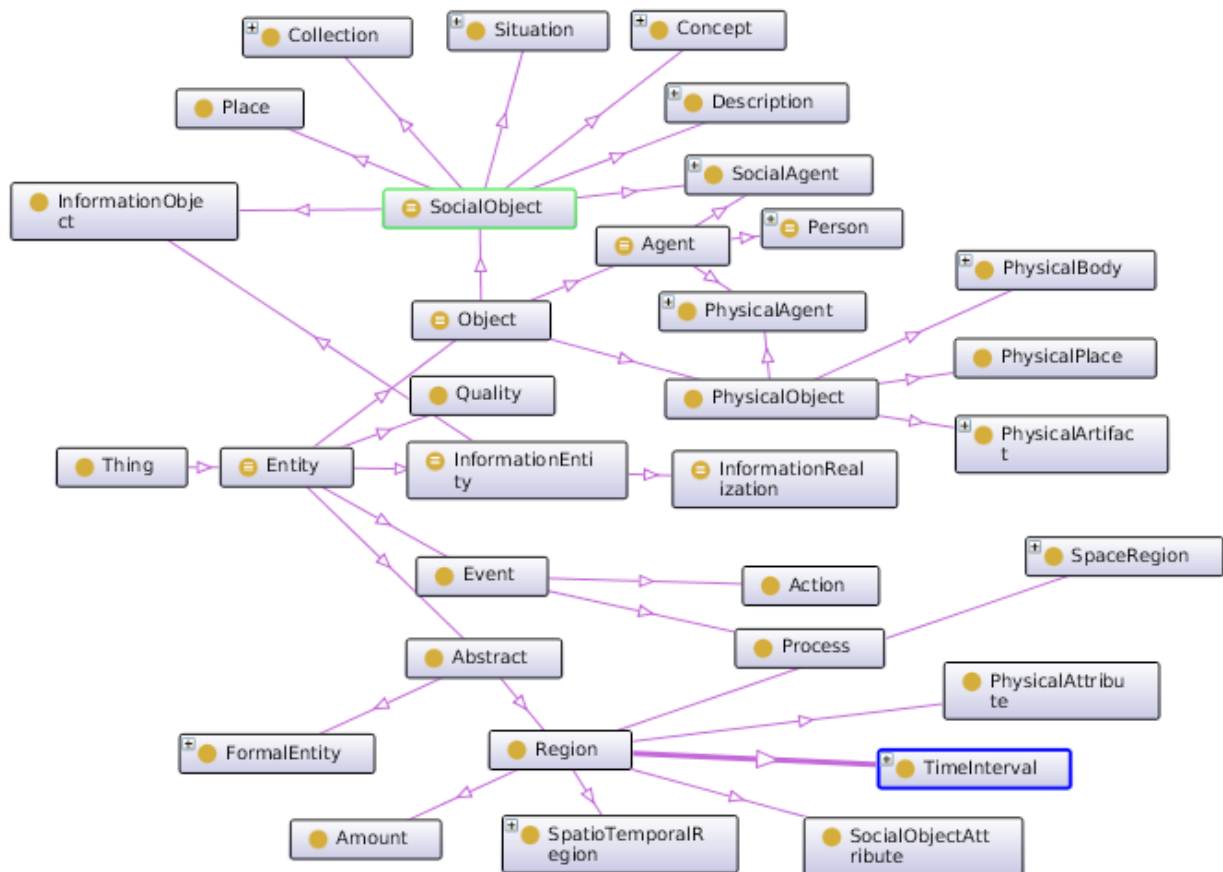 Collection
Situation
Concept
Place
Description
InformationObje
ct
SocialObject
SocialAgent
Agent
Person
PhysicalBody
Object
PhysicalAgent
PhysicalPlace
Quality
PhysicalObject
PhysicalArtifac
t
Thing
Entity
InformationEnti
ty
InformationReal
ization
SpaceRegion
Event
Action
Abstract
Process
PhysicalAttribu
te
FormalEntity
Region
TimeInterval
Amount
SpatioTemporalR
egion
SocialObjectAtt
ribute